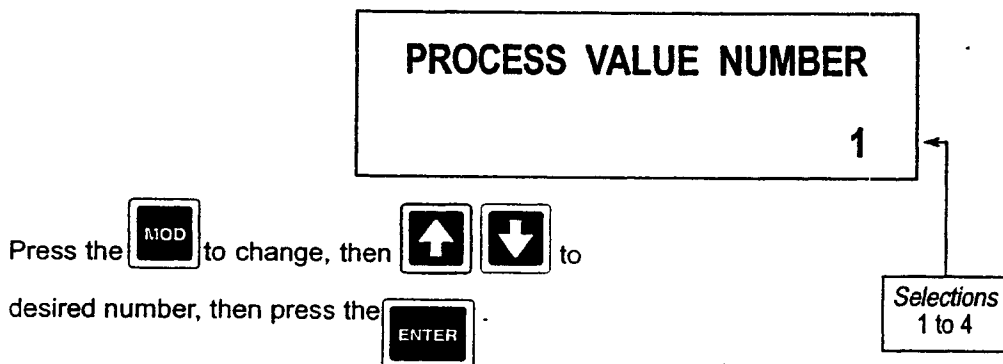 PROCESS VALUE NUMBER
1
Press the MOD to change, then to
desired number, then press the ENTER .
Selections
1 to 4